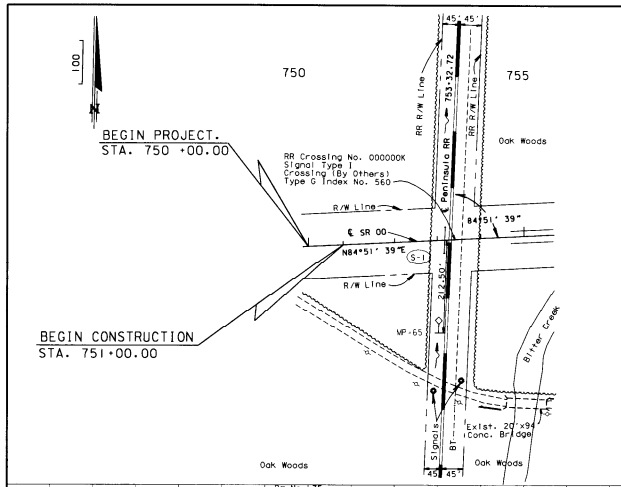 45' 45'
100
750
755
RR R/W Line
753+32.72
RR R/W Line
N
BEGIN PROJECT.
STA. 750 +00.00
Oak Woods
RR Crossing No. 000000K
Signal Type I
Crossing (By Others)
Type G Index No. 560
℄ Peninsula RR
R/W Line
84°51' 39"
℄ SR 00
N84°51' 39"E
S-1
R/W Line
212.50'
BEGIN CONSTRUCTION
STA. 751+00.00
MP-65
Bitter Creek
Exist. 20'x94'
Conc. Bridge
Signals
BT
Oak Woods
45' 45'
Oak Woods